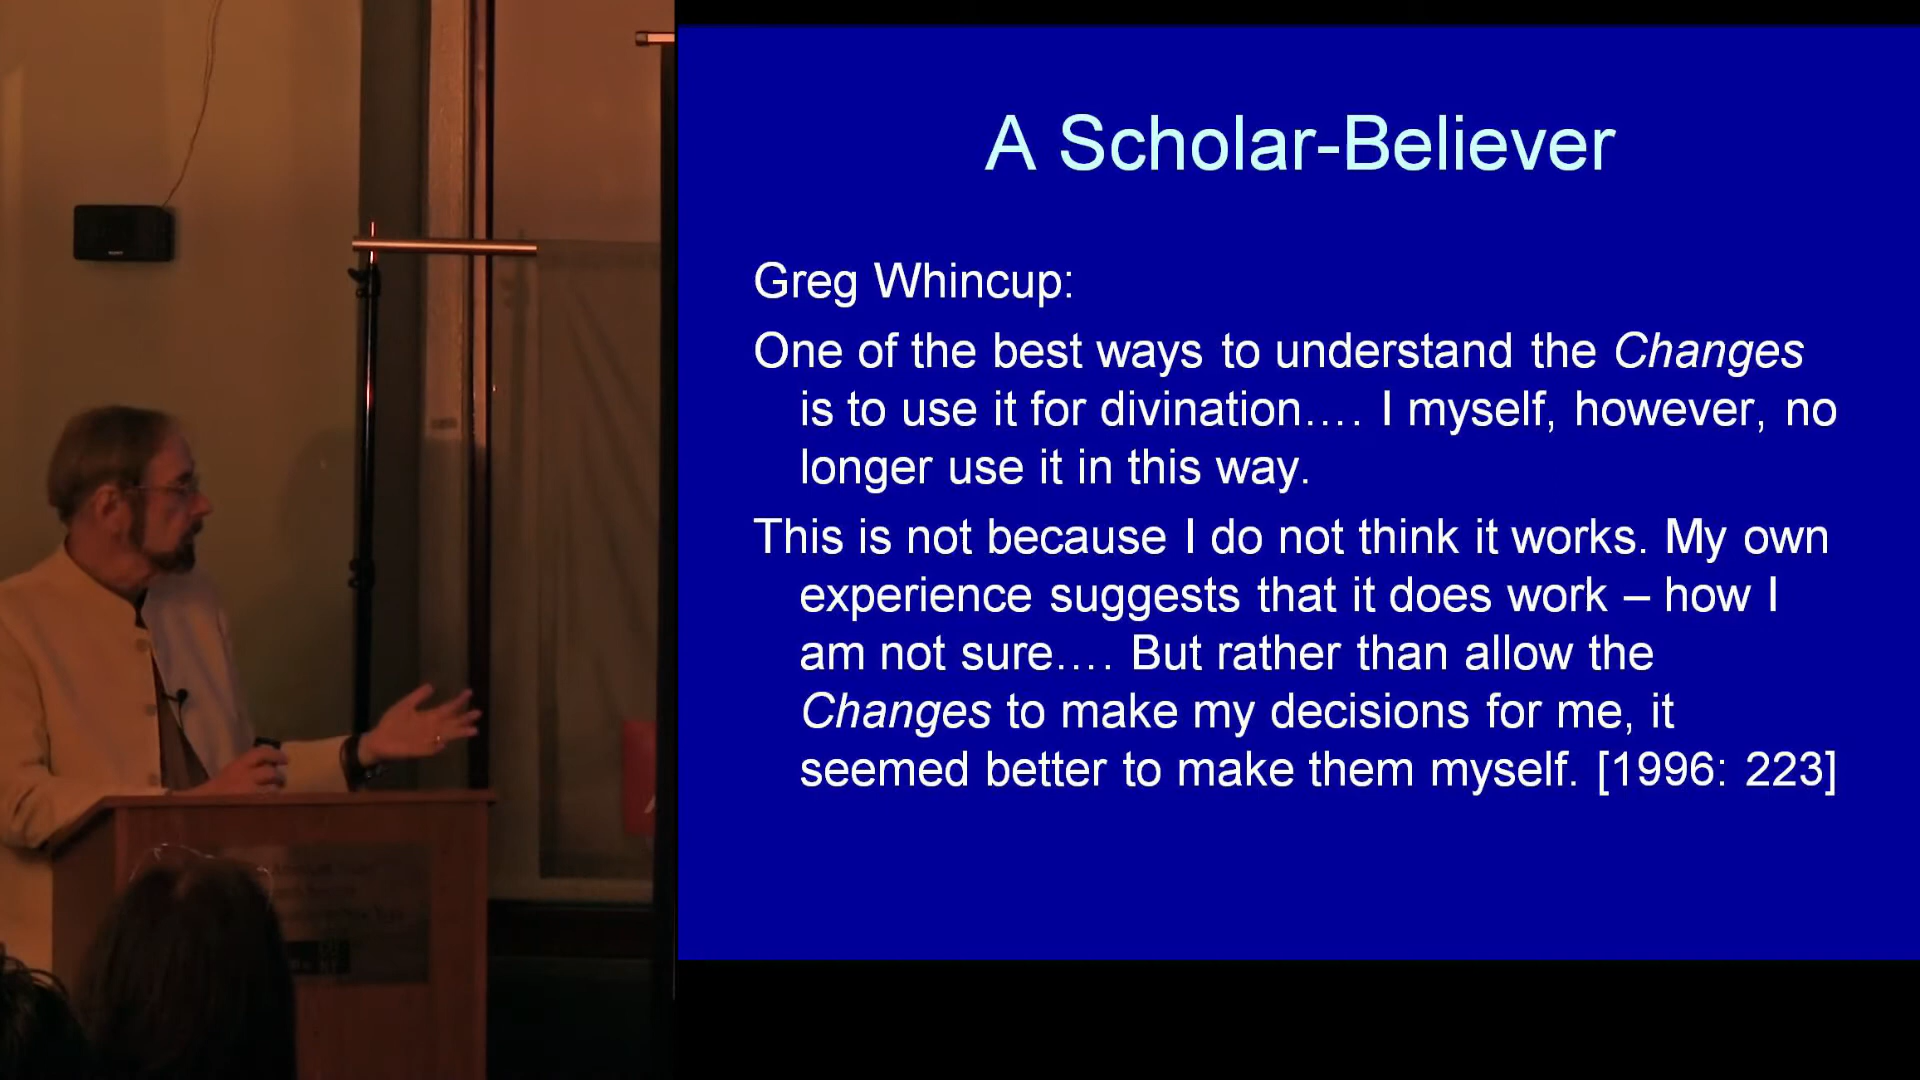 A Scholar-Believer
Greg Whincup:
One of the best ways to understand the Changes
is to use it for divination…. I myself, however, no
longer use it in this way.
This is not because I do not think it works. My own
experience suggests that it does work – how I
am not sure…. But rather than allow the
Changes to make my decisions for me, it
seemed better to make them myself. [1996: 223]